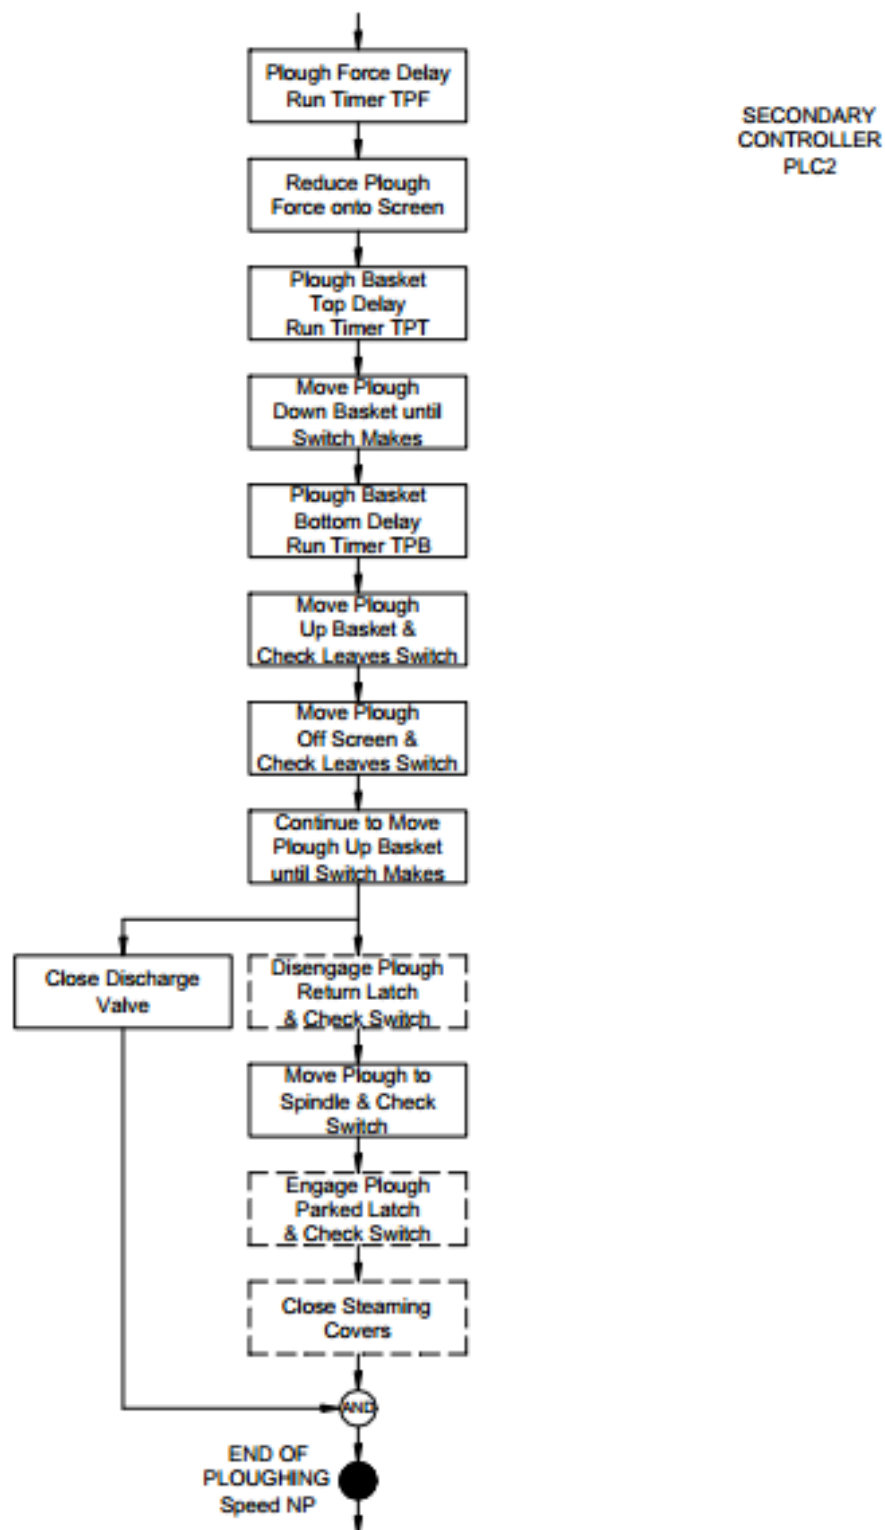 Plough Force Delay
Run Timer TPF
SECONDARY
CONTROLLER
PLC2
Reduce Plough
Force onto Screen
Plough Basket
Top Delay
Run Timer TPT
Move Plough
Down Basket until
Switch Makes
Plough Basket
Bottom Delay
Run Timer TPB
Move Plough
Up Basket &
Check Leaves Switch
Move Plough
Off Screen &
Check Leaves Switch
Continue to Move
Plough Up Basket
until Switch Makes
Close Discharge
Valve
Disengage Plough
Return Latch
& Check Switch
Move Plough to
Spindle & Check
Switch
Engage Plough
Parked Latch
& Check Switch
Close Steaming
Covers
AND
END OF
PLOUGHING
Speed NP